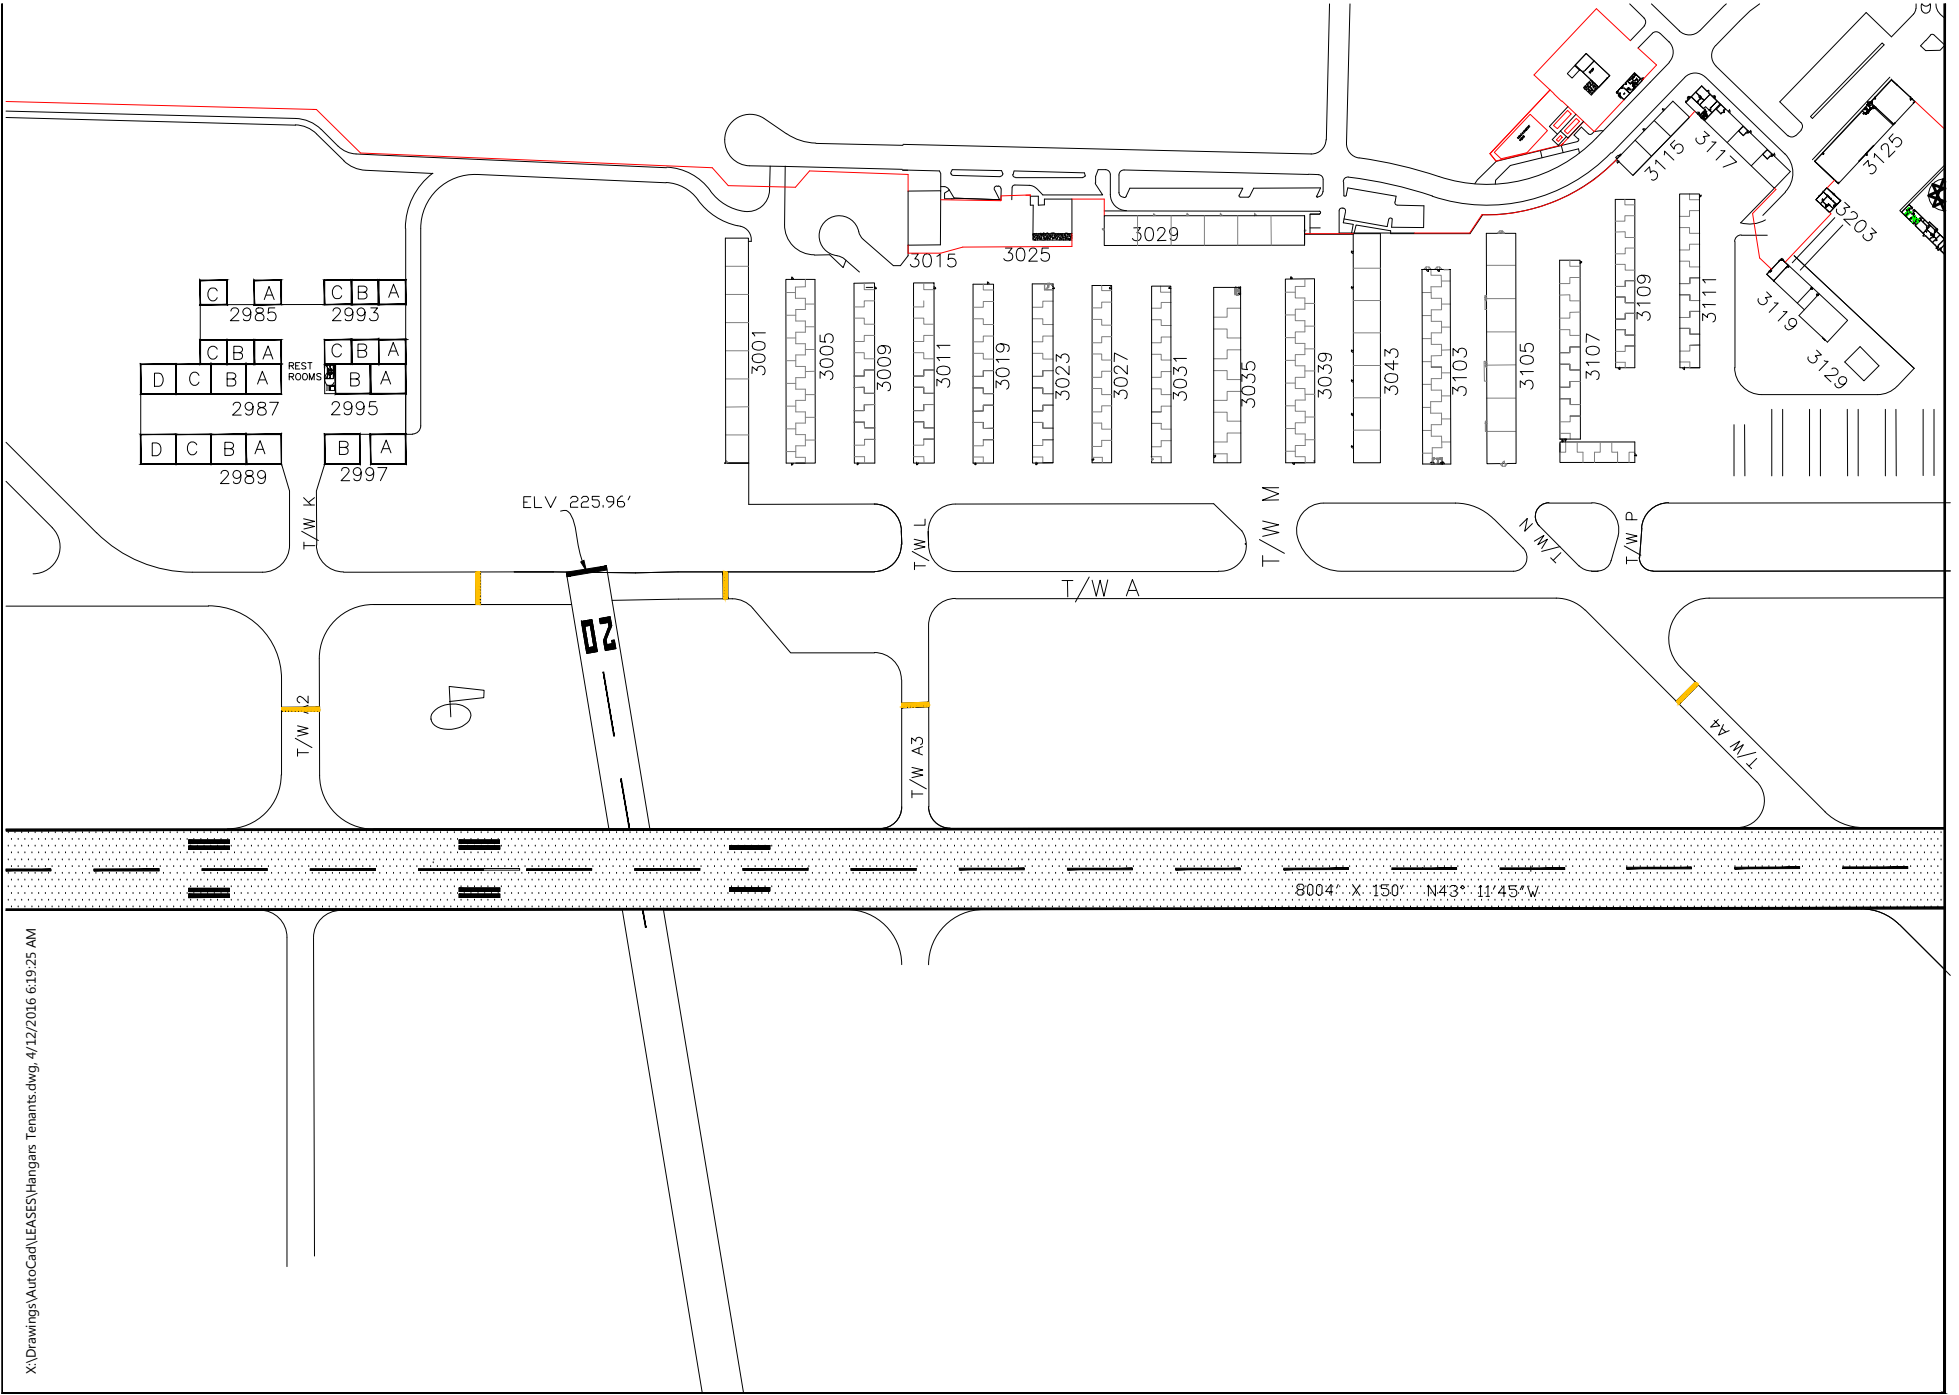 3115
3117
3125
3203
3119
3129
3015
3025
3029
C A
2985
C B A
2993
C B A
C B A
D C B A
2987
REST
ROOMS
B A
2995
D C B A
2989
B A
2997
3001
3005
3009
3011
3019
3023
3027
3031
3035
3039
3043
3103
3105
3107
3109
3111
ELV 225.96'
T/W K
T/W L
T/W M
T/W N
T/W P
T/W A
20
T/W A2
T/W A3
T/W A4
8004' X 150' N43° 11'45"W
X:\Drawings\AutoCad\LEASES\Hangars Tenants.dwg, 4/12/2016 6:19:25 AM